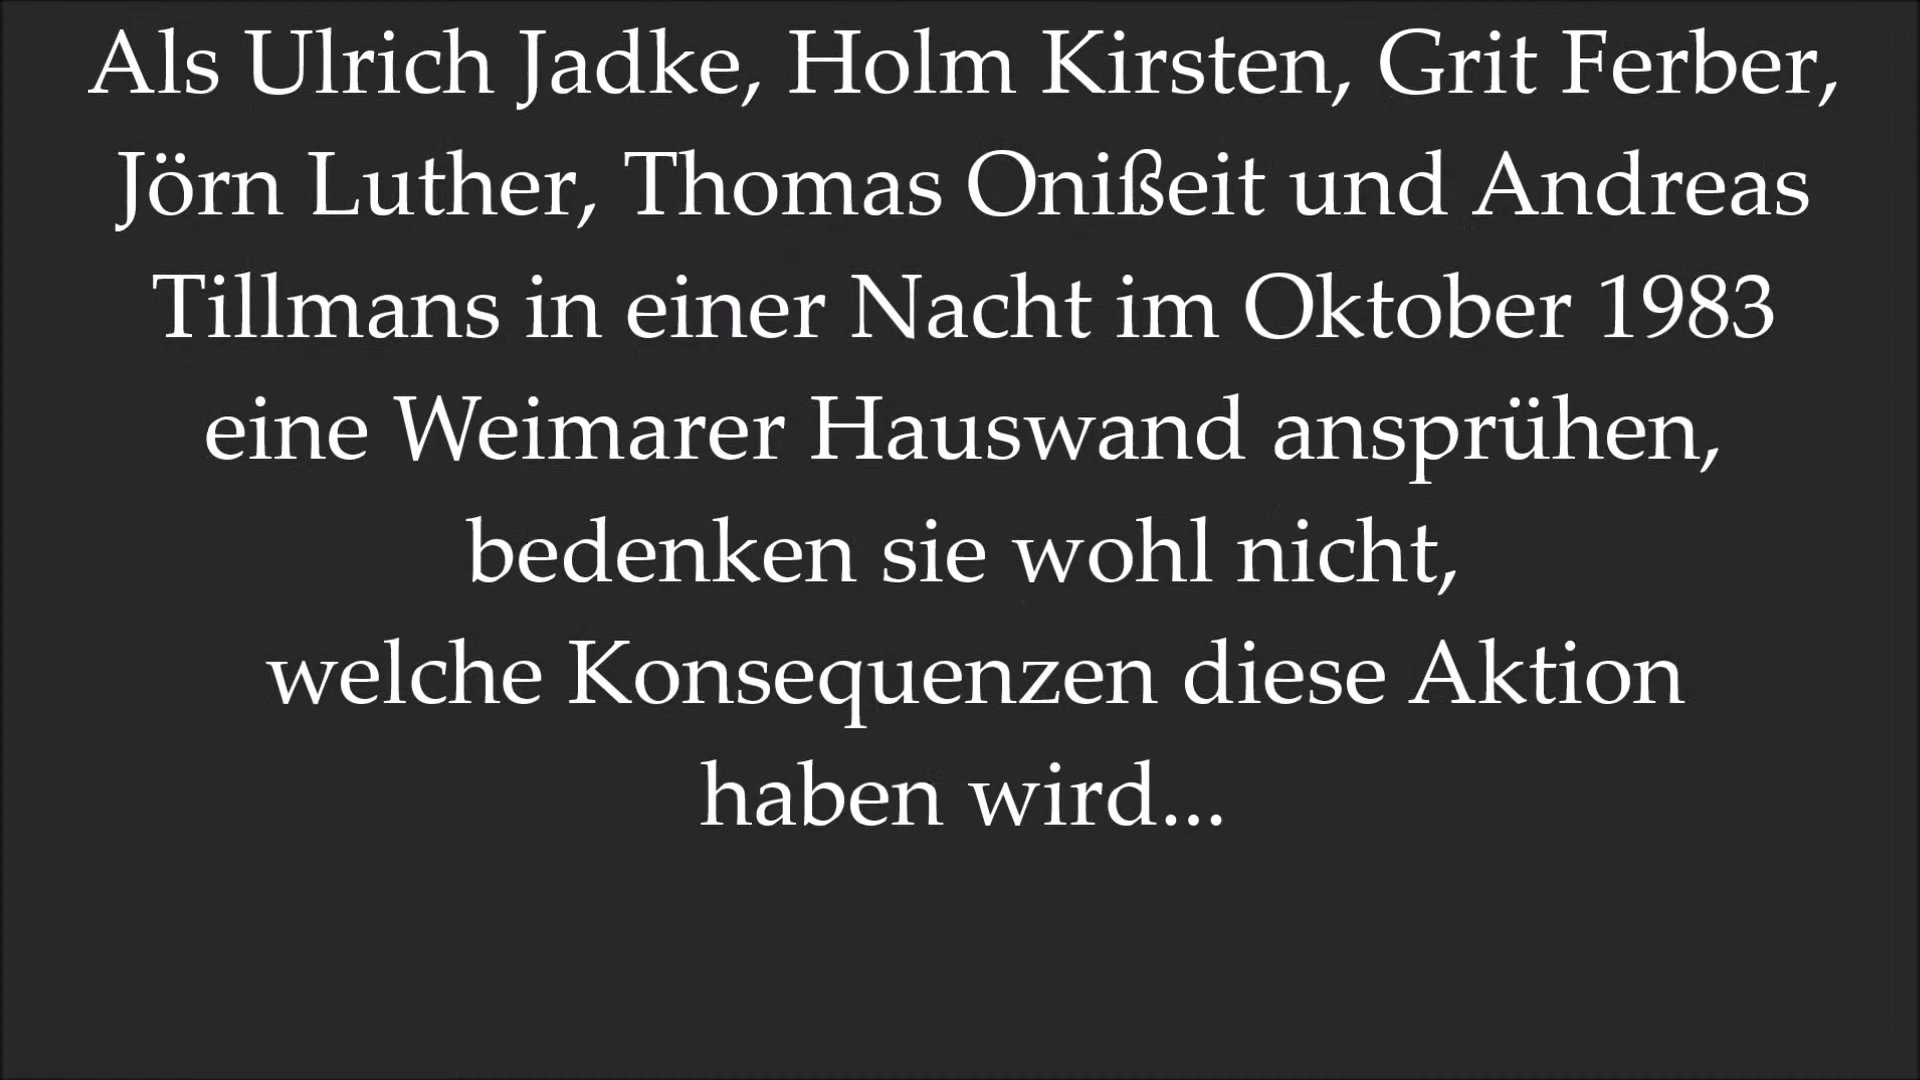 Als Ulrich Jadke, Holm Kirsten, Grit Ferber,
Jörn Luther, Thomas Onißeit und Andreas
Tillmans in einer Nacht im Oktober 1983
eine Weimarer Hauswand ansprühen,
bedenken sie wohl nicht,
welche Konsequenzen diese Aktion
haben wird...